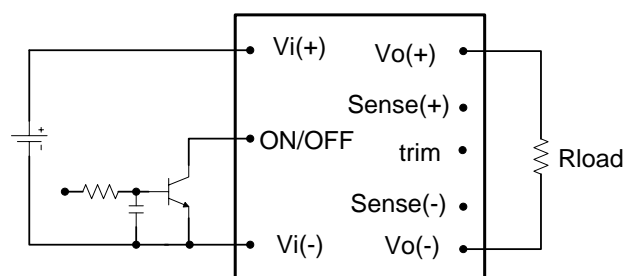 Vi(+)
Vo(+)
Sense(+)
ON/OFF
trim
Rload
Sense(-)
Vi(-)
Vo(-)
+
-